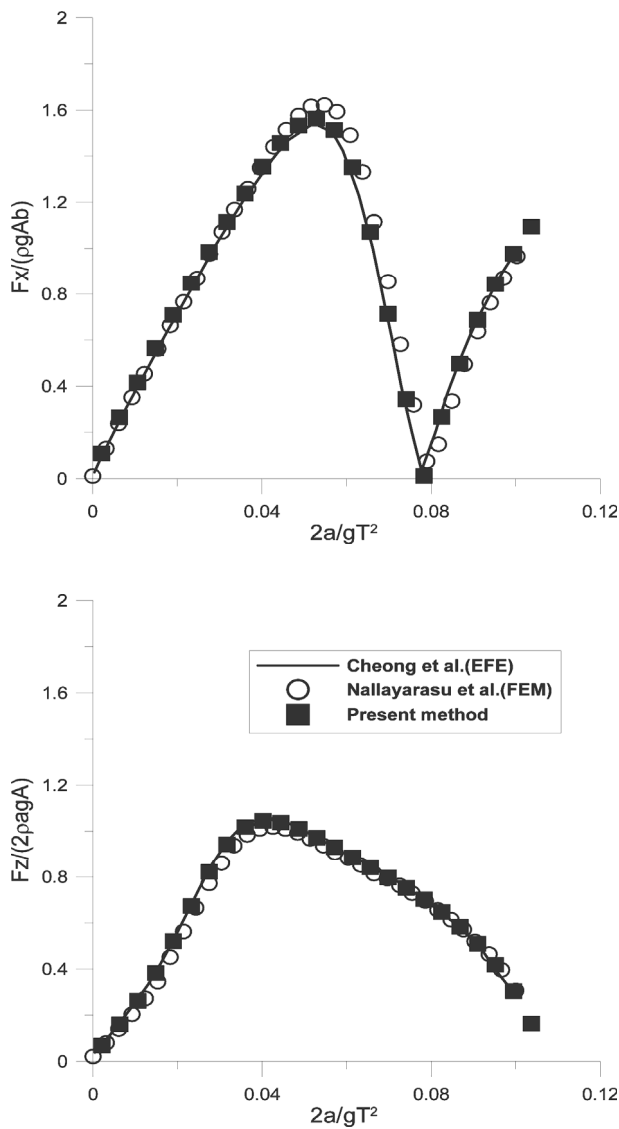 2
1.6
1.2
0.8
0.4
0
Fx/(ρgAb)
0 0.04 0.08 0.12
2a/gT²
2
1.6
1.2
0.8
0.4
0
Fz/(2ρagA)
Cheong et al.(EFE)
Nallayarasu et al.(FEM)
Present method
0 0.04 0.08 0.12
2a/gT²